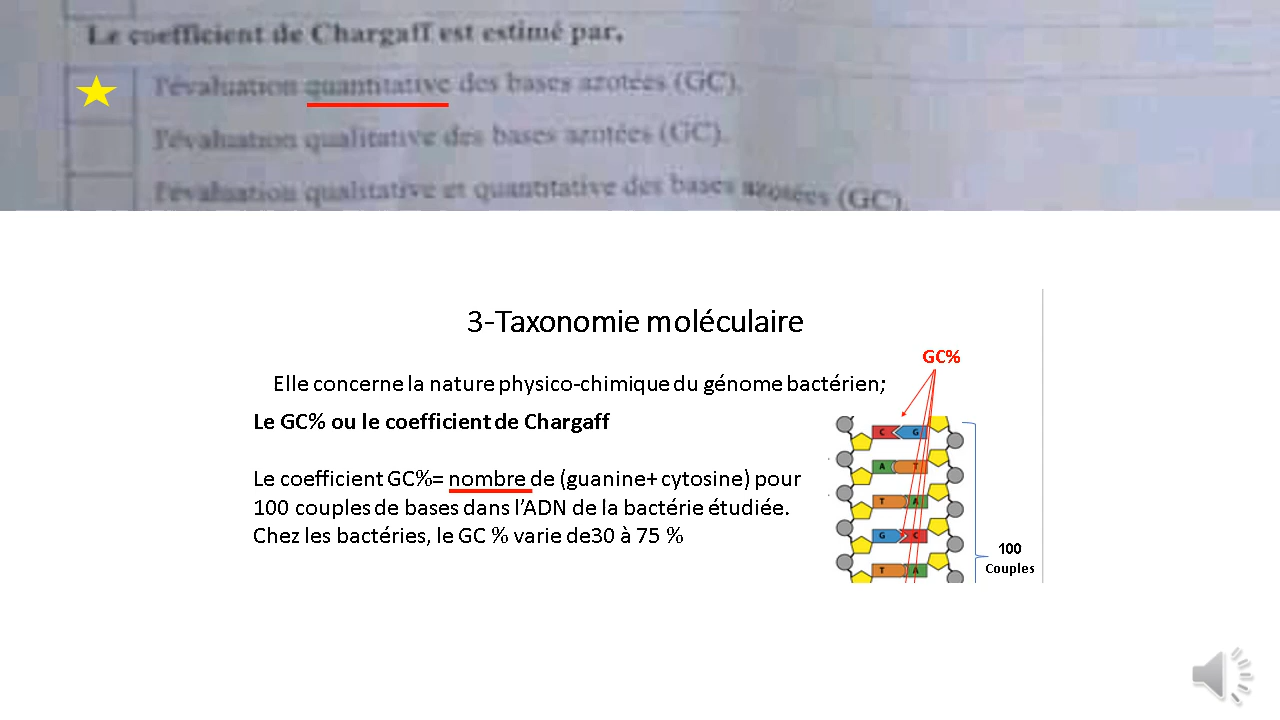 Le coefficient de Chargaff est estimé par.
l'évaluation quantitative des bases azotées (GC).
l'évaluation qualitative des bases azotées (GC).
l'évaluation qualitative et quantitative des bases azotées (GC).
3-Taxonomie moléculaire
GC%
Elle concerne la nature physico-chimique du génome bactérien;
Le GC% ou le coefficient de Chargaff
C G
A T
Le coefficient GC%= nombre de (guanine+ cytosine) pour
T A
100 couples de bases dans l'ADN de la bactérie étudiée.
Chez les bactéries, le GC % varie de30 à 75 %
G C
100
Couples
T A